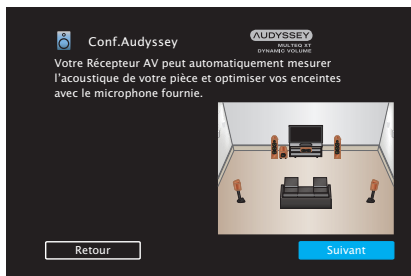 Conf.Audyssey
AUDYSSEY
MULTEQ XT
DYNAMIC VOLUME
Votre Récepteur AV peut automatiquement mesurer
l'acoustique de votre pièce et optimiser vos enceintes
avec le microphone fournie.
Retour
Suivant